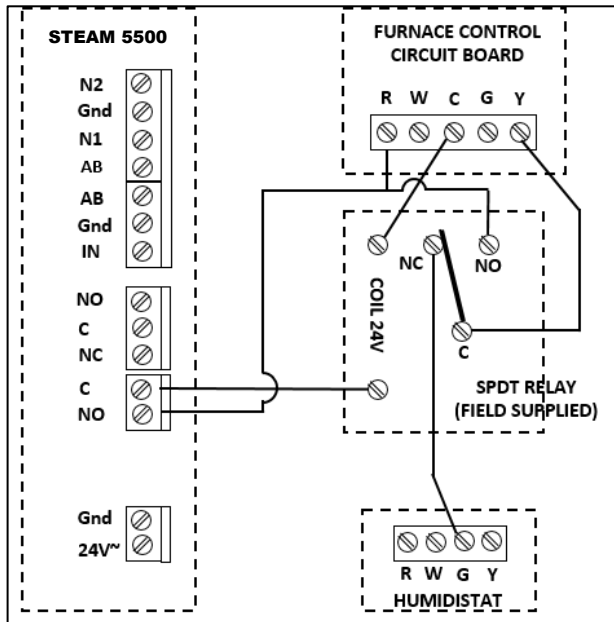 STEAM 5500
N2
Gnd
N1
AB
AB
Gnd
IN
NO
C
NC
C
NO
Gnd
24V~
FURNACE CONTROL
CIRCUIT BOARD
R W C G Y
COIL 24V
NC
NO
C
SPDT RELAY
(FIELD SUPPLIED)
R W G Y
HUMIDISTAT